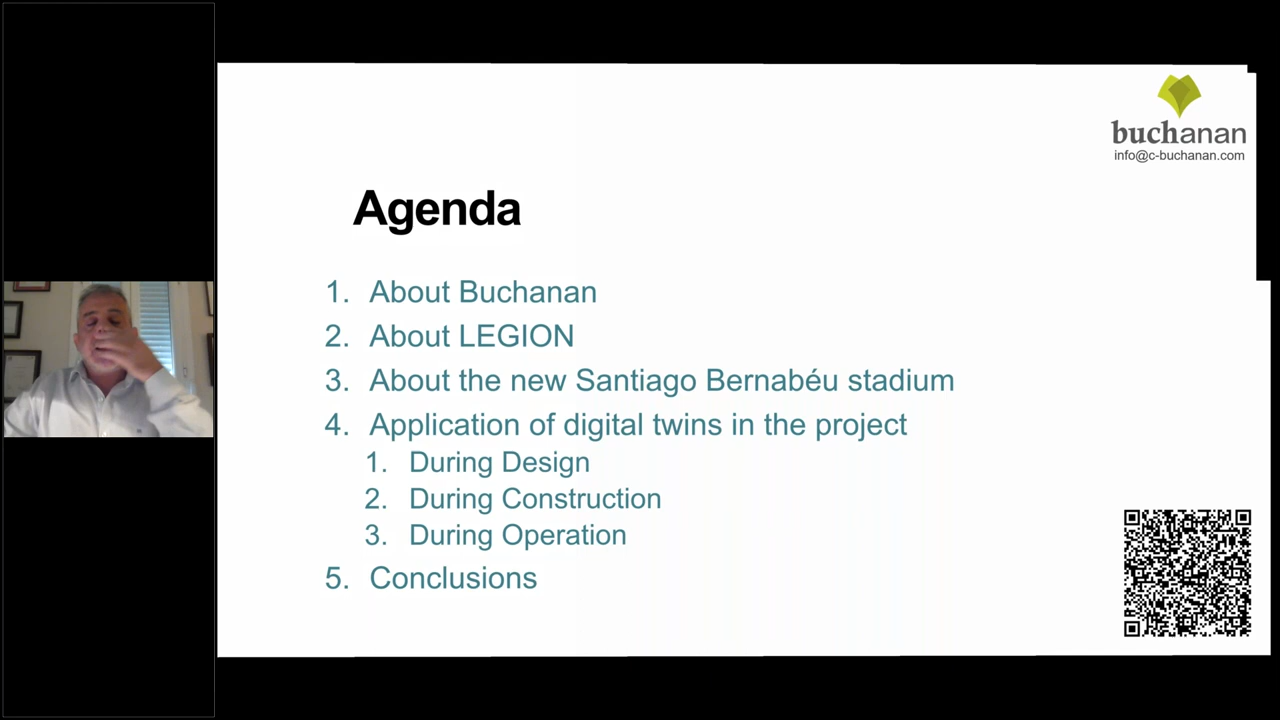 buchanan
info@c-buchanan.com
Agenda
1. About Buchanan
2. About LEGION
3. About the new Santiago Bernabéu stadium
4. Application of digital twins in the project
1. During Design
2. During Construction
3. During Operation
5. Conclusions